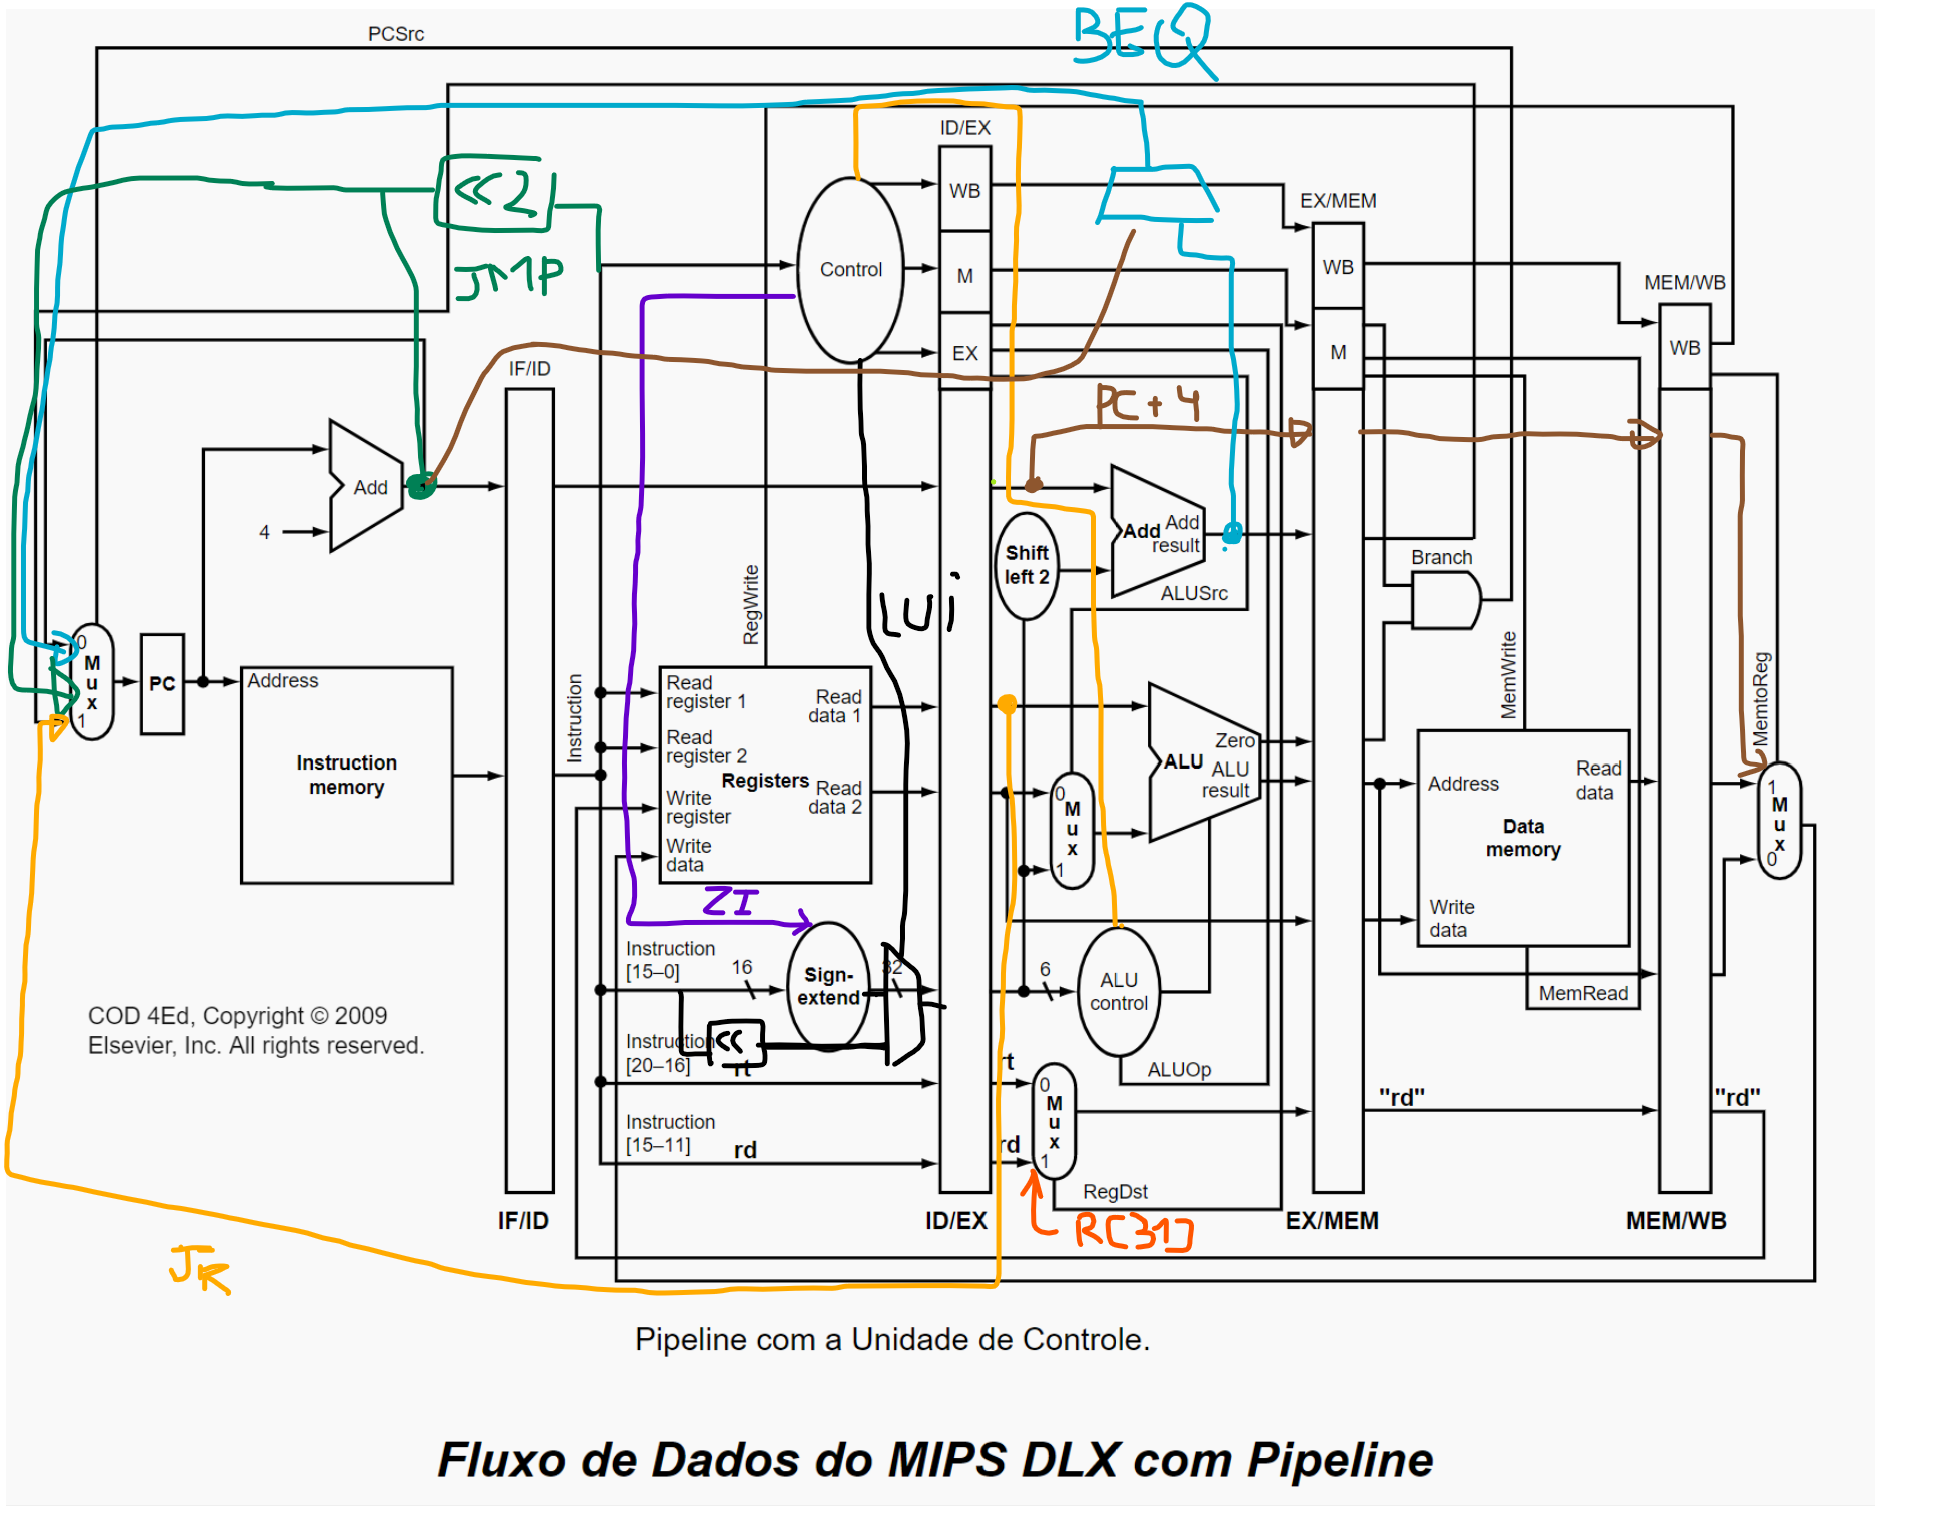 BEQ
PCSrc
ID/EX
<<2
WB
EX/MEM
JMP
Control
M
WB
MEM/WB
EX
M
WB
IF/ID
PC+4
Add
4
Add
Add
result
Shift
left 2
Branch
ALUSrc
LUi
RegWrite
MemWrite
MemtoReg
0
M
u
x
1
PC
Address
Instruction
memory
Instruction
Read
register 1
Read
register 2
Write
register
Write
data
Registers
Read
data 1
Read
data 2
0
M
u
x
1
Zero
ALU
ALU
result
Address
Read
data
Data
memory
Write
data
1
M
u
x
0
ZI
Instruction
[15–0]
16
Sign-
extend
32
6
ALU
control
MemRead
COD 4Ed, Copyright © 2009
Elsevier, Inc. All rights reserved.
<<
Instruction
[20–16]
rt
rt
ALUOp
0
M
u
x
1
"rd"
"rd"
Instruction
[15–11]
rd
rd
RegDst
R[31]
IF/ID
ID/EX
EX/MEM
MEM/WB
JR
Pipeline com a Unidade de Controle.
Fluxo de Dados do MIPS DLX com Pipeline